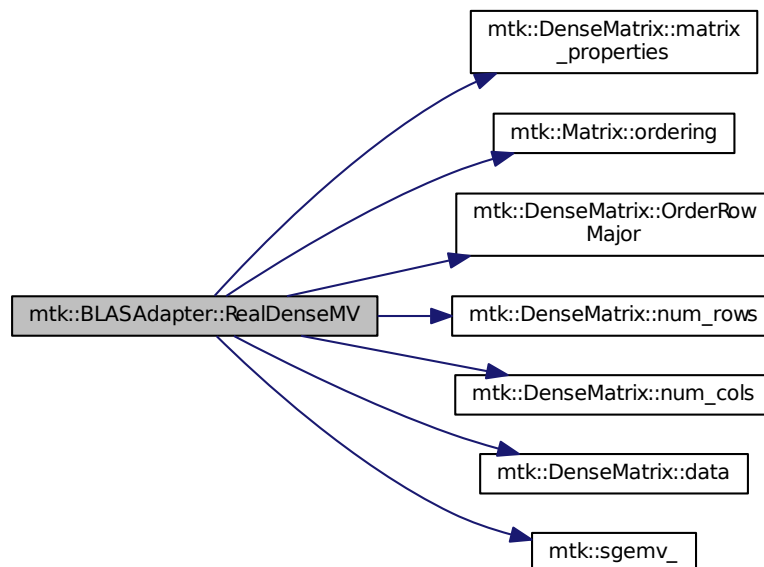 mtk::DenseMatrix::matrix
_properties
mtk::Matrix::ordering
mtk::DenseMatrix::OrderRow
Major
mtk::BLASAdapter::RealDenseMV
mtk::DenseMatrix::num_rows
mtk::DenseMatrix::num_cols
mtk::DenseMatrix::data
mtk::sgemv_